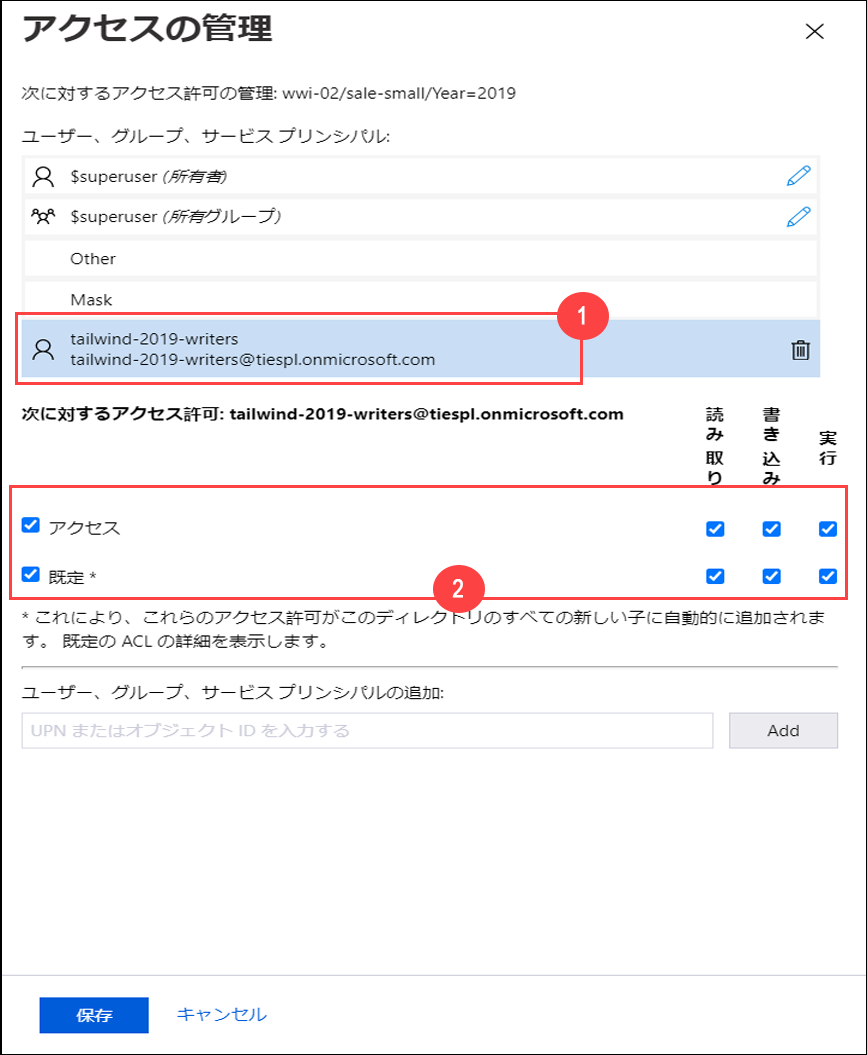 アクセスの管理
次に対するアクセス許可の管理: wwi-02/sale-small/Year=2019
ユーザー、グループ、サービス プリンシパル:
$superuser (所有者)
$superuser (所有グループ)
Other
Mask
1
tailwind-2019-writers
tailwind-2019-writers@tiespl.onmicrosoft.com
次に対するアクセス許可: tailwind-2019-writers@tiespl.onmicrosoft.com
読み取り
書き込み
実行
アクセス
既定 *
2
* これにより、これらのアクセス許可がこのディレクトリのすべての新しい子に自動的に追加されま
す。 既定の ACL の詳細を表示します。
ユーザー、グループ、サービス プリンシパルの追加:
UPN またはオブジェクト ID を入力する
Add
保存
キャンセル